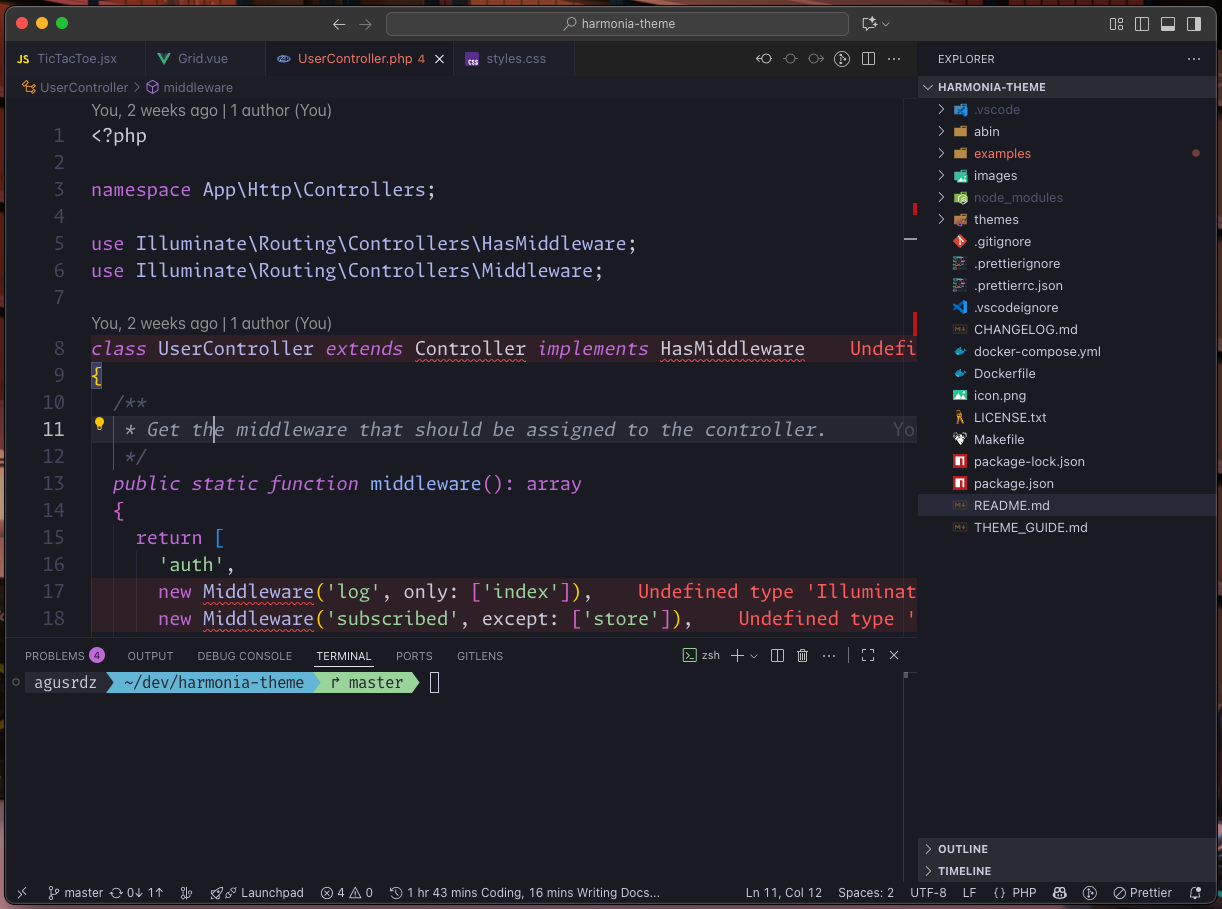 harmonia-theme
JS TicTacToe.jsx
Grid.vue
UserController.php 4
styles.css
UserController > middleware
You, 2 weeks ago | 1 author (You)
1 <?php
2
3 namespace App\Http\Controllers;
4
5 use Illuminate\Routing\Controllers\HasMiddleware;
6 use Illuminate\Routing\Controllers\Middleware;
7
You, 2 weeks ago | 1 author (You)
8 class UserController extends Controller implements HasMiddleware Undefi
9 {
10 /**
11 * Get the middleware that should be assigned to the controller. Yo
12 */
13 public static function middleware(): array
14 {
15 return [
16 'auth',
17 new Middleware('log', only: ['index']), Undefined type 'Illuminat
18 new Middleware('subscribed', except: ['store']), Undefined type '
PROBLEMS 4
OUTPUT
DEBUG CONSOLE
TERMINAL
PORTS
GITLENS
zsh
agusrdz ~/dev/harmonia-theme master
EXPLORER
HARMONIA-THEME
.vscode
abin
examples
images
node_modules
themes
.gitignore
.prettierignore
.prettierrc.json
.vscodeignore
CHANGELOG.md
docker-compose.yml
Dockerfile
icon.png
LICENSE.txt
Makefile
package-lock.json
package.json
README.md
THEME_GUIDE.md
OUTLINE
TIMELINE
master 0↓ 1↑ Launchpad 4 0 1 hr 43 mins Coding, 16 mins Writing Docs... Ln 11, Col 12 Spaces: 2 UTF-8 LF {} PHP Prettier